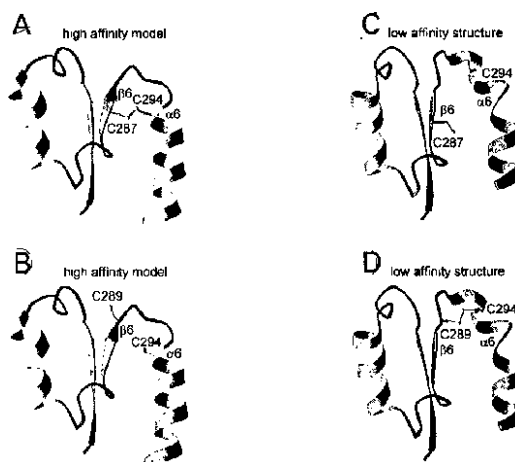 A
high affinity model
β6
C294
α6
C287
C
low affinity structure
C294
α6
β6
C287
B
high affinity model
C289
β6
C294
α6
D
low affinity structure
C294
C289
α6
β6